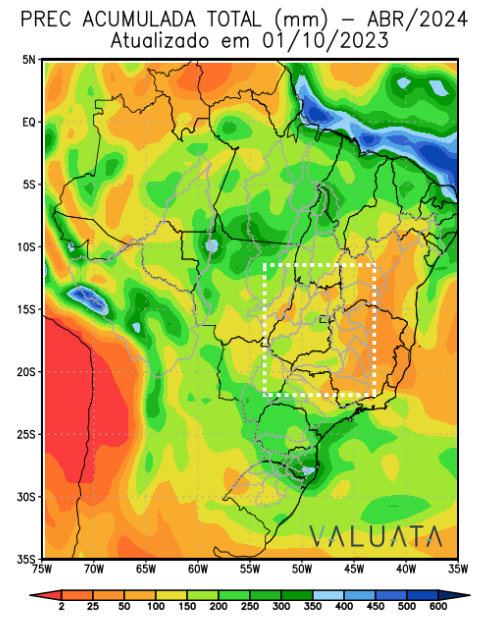 PREC ACUMULADA TOTAL (mm) – ABR/2024
Atualizado em 01/10/2023
5N
EQ
5S
10S
15S
20S
25S
30S
35S
VALUATA
75W 70W 65W 60W 55W 50W 45W 40W 35W
2 25 50 100 150 200 250 300 350 400 450 500 600